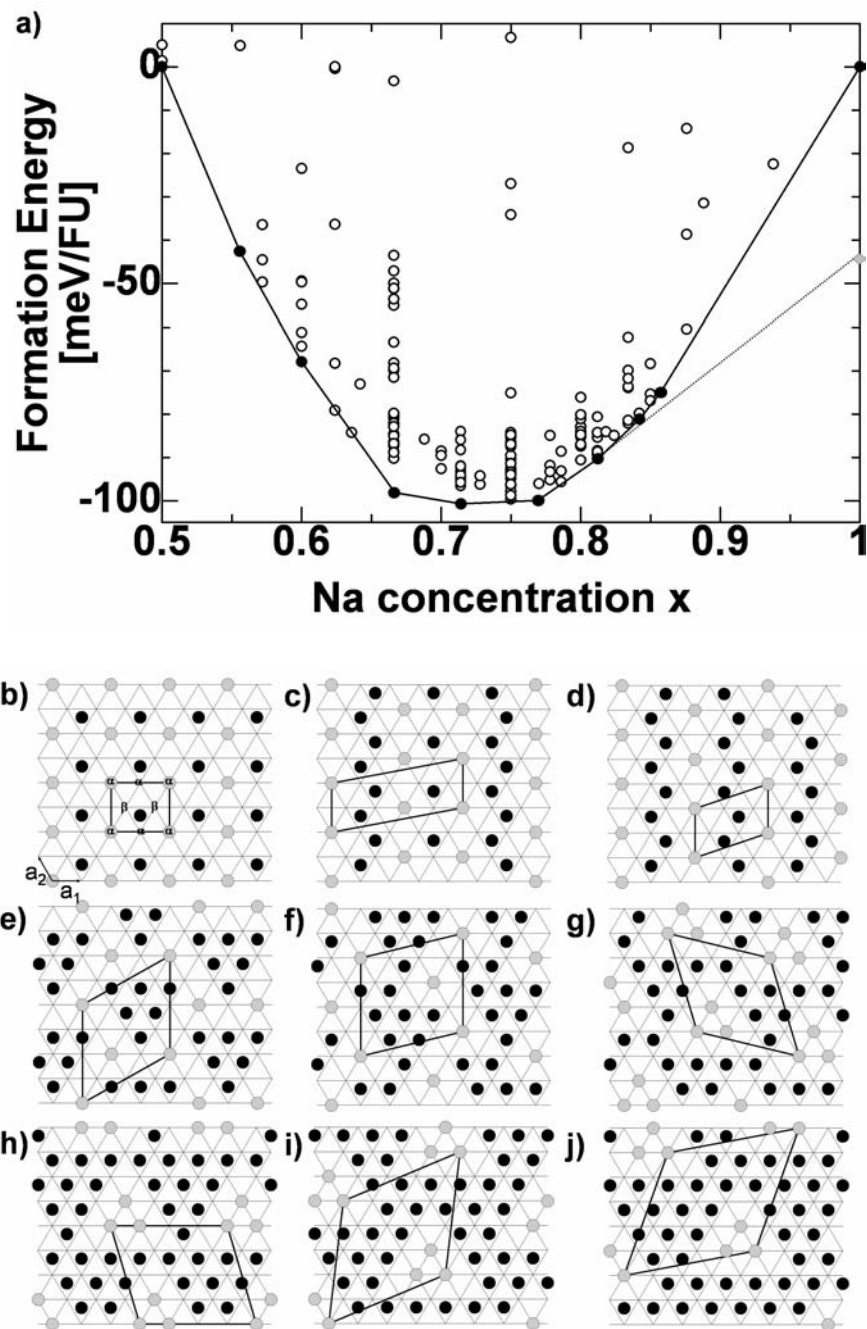 a)
Formation Energy
[meV/FU]
0
-50
-100
0.5 0.6 0.7 0.8 0.9 1
Na concentration x
b) c) d)
α α α
β β
α α α
a₂
a₁
e) f) g)
h) i) j)